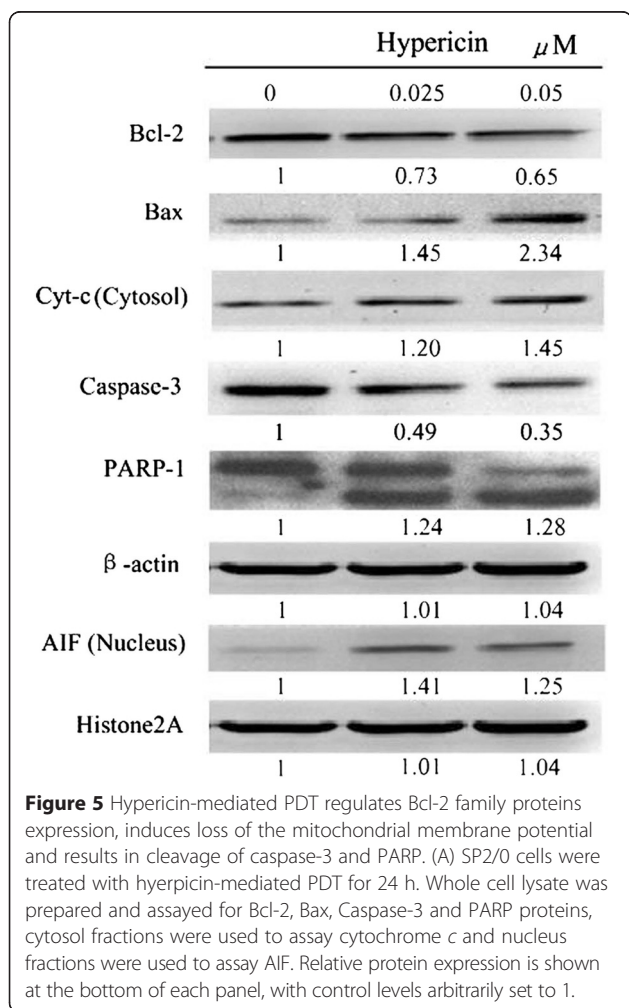 Hypericin μM
0 0.025 0.05
Bcl-2
1 0.73 0.65
Bax
1 1.45 2.34
Cyt-c (Cytosol)
1 1.20 1.45
Caspase-3
1 0.49 0.35
PARP-1
1 1.24 1.28
β-actin
1 1.01 1.04
AIF (Nucleus)
1 1.41 1.25
Histone2A
1 1.01 1.04
Figure 5 Hypericin-mediated PDT regulates Bcl-2 family proteins
expression, induces loss of the mitochondrial membrane potential
and results in cleavage of caspase-3 and PARP. (A) SP2/0 cells were
treated with hyerpicin-mediated PDT for 24 h. Whole cell lysate was
prepared and assayed for Bcl-2, Bax, Caspase-3 and PARP proteins,
cytosol fractions were used to assay cytochrome c and nucleus
fractions were used to assay AIF. Relative protein expression is shown
at the bottom of each panel, with control levels arbitrarily set to 1.